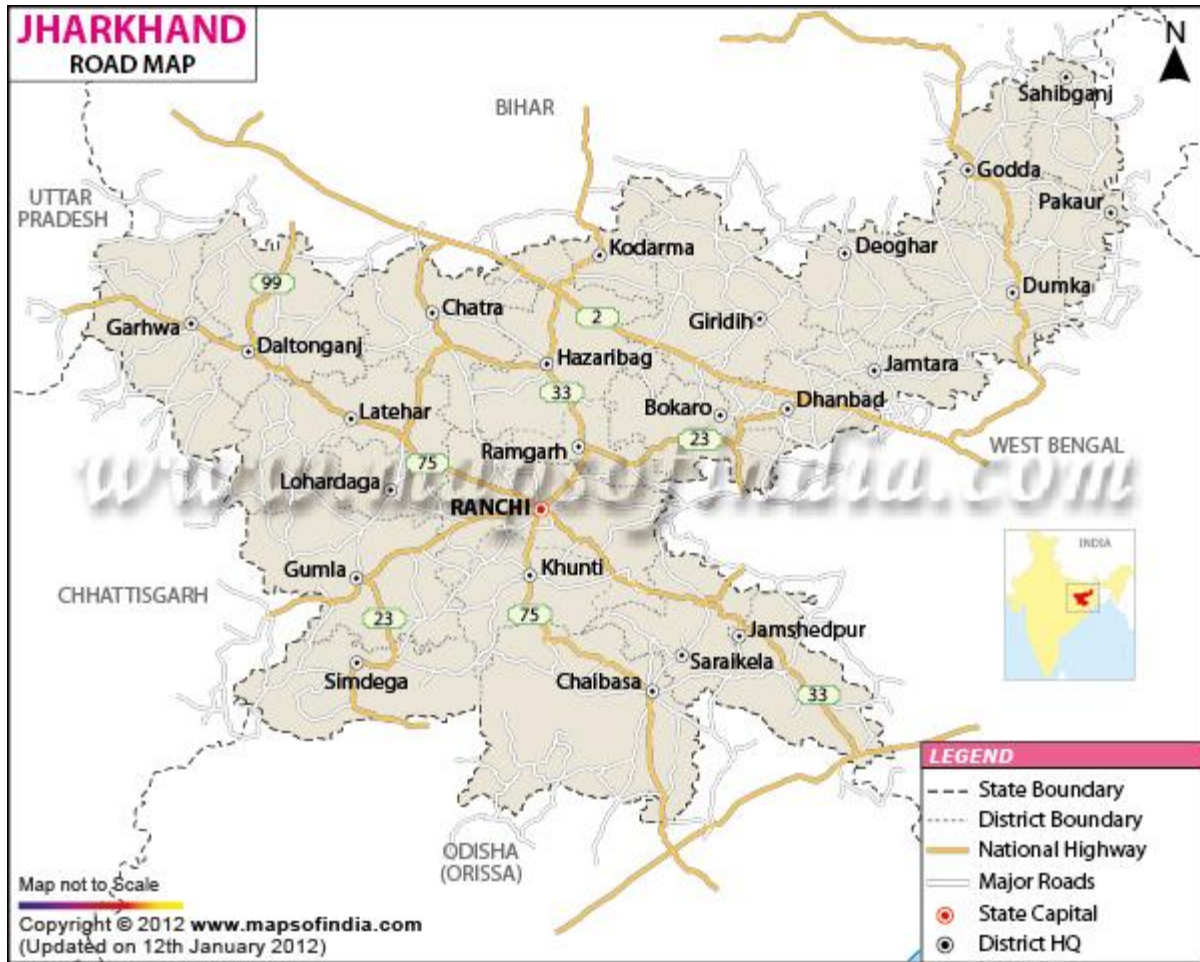 JHARKHAND
ROAD MAP
N
BIHAR
Sahibganj
Godda
UTTAR
PRADESH
Pakaur
Kodarma
Deoghar
99
Dumka
Chatra
2
Giridih
Garhwa
Daltonganj
Hazaribag
Jamtara
33
Dhanbad
Latehar
Bokaro
23
WEST BENGAL
Ramgarh
75
www.mapsofindia.com
Lohardaga
RANCHI
INDIA
Gumla
Khunti
CHHATTISGARH
23
75
Jamshedpur
Saraikela
Simdega
Chaibasa
33
LEGEND
State Boundary
District Boundary
National Highway
Major Roads
State Capital
District HQ
ODISHA
(ORISSA)
Map not to Scale
Copyright © 2012 www.mapsofindia.com
(Updated on 12th January 2012)